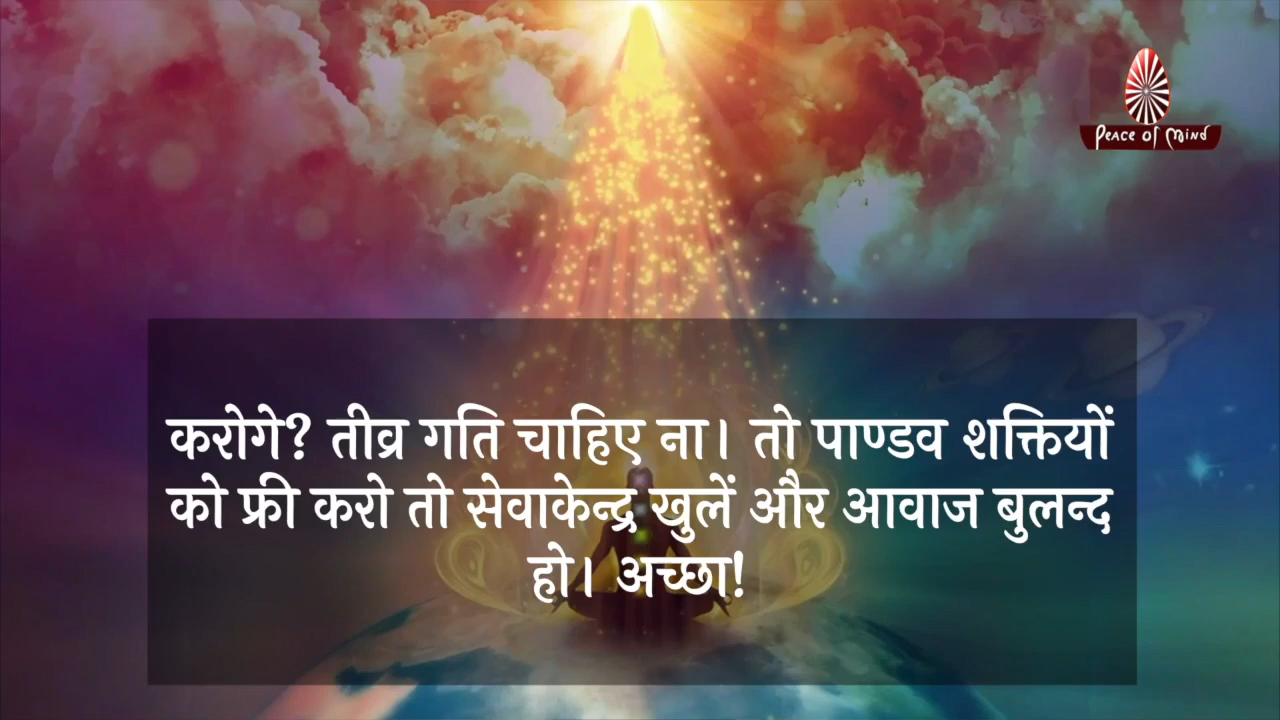 Peace of Mind
करोगे? तीव्र गति चाहिए ना। तो पाण्डव शक्तियों
को फ्री करो तो सेवाकेन्द्र खुलें और आवाज बुलन्द
हो। अच्छा!